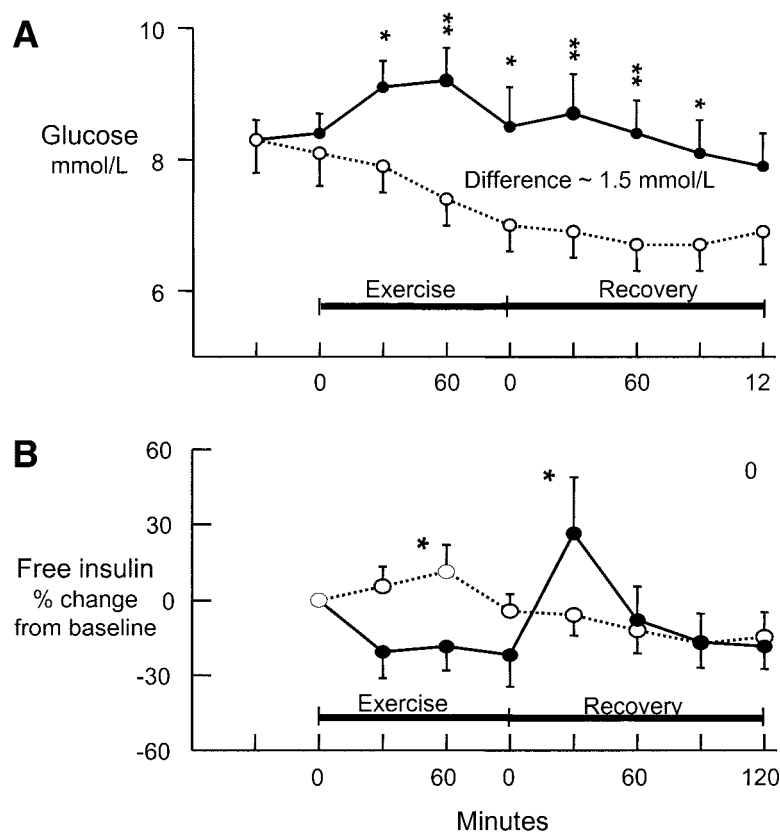 A
10
*
**
*
**
**
*
Glucose
mmol/L
8
Difference ~ 1.5 mmol/L
6
Exercise
Recovery
0
60
0
60
12
B
60
0
*
*
30
Free insulin
% change
from baseline
0
-30
Exercise
Recovery
-60
0
60
0
60
120
Minutes